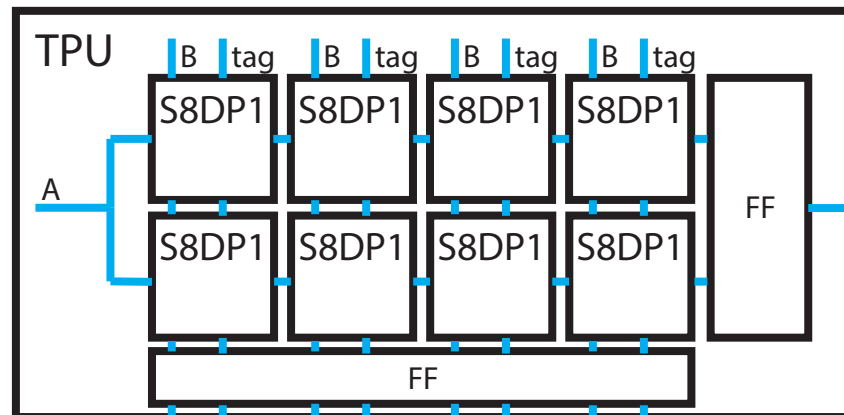 TPU
B tag B tag B tag B tag
S8DP1 S8DP1 S8DP1 S8DP1
A
FF
S8DP1 S8DP1 S8DP1 S8DP1
FF